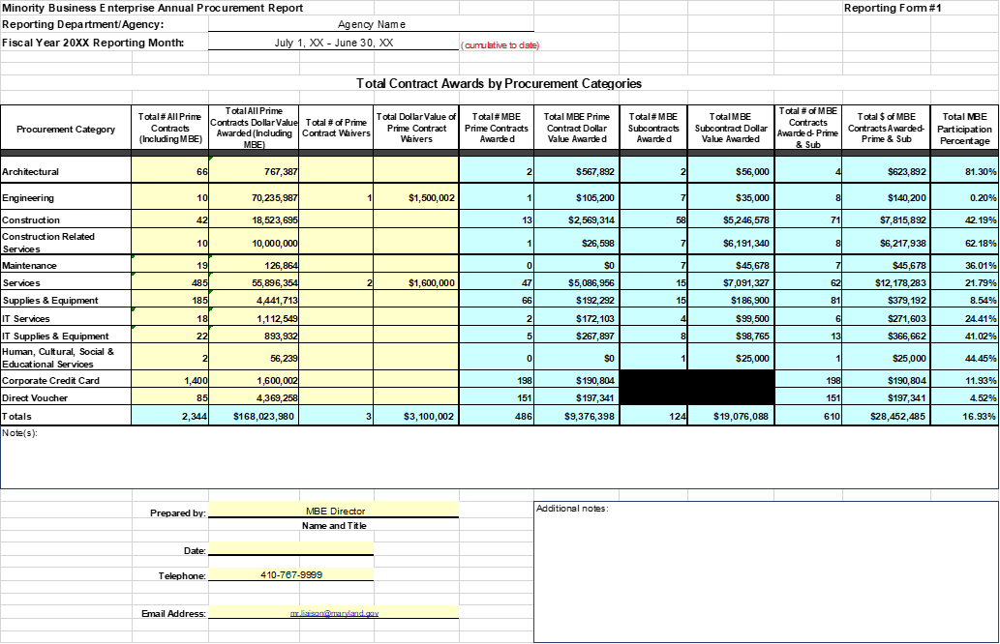 Minority Business Enterprise Annual Procurement Report Reporting Form #1
Reporting Department/Agency: Agency Name
Fiscal Year 20XX Reporting Month: July 1, XX - June 30, XX (cumulative to date)
Total Contract Awards by Procurement Categories
Procurement Category | Total # All Prime Contracts (Including MBE) | Total All Prime Contracts Dollar Value Awarded (Including MBE) | Total # of Prime Contract Waivers | Total Dollar Value of Prime Contract Waivers | Total # MBE Prime Contracts Awarded | Total MBE Prime Contract Dollar Value Awarded | Total # MBE Subcontracts Awarded | Total MBE Subcontract Dollar Value Awarded | Total # of MBE Contracts Awarded- Prime & Sub | Total $ of MBE Contracts Awarded- Prime & Sub | Total MBE Participation Percentage
Architectural 66 767,387 2 $567,892 2 $56,000 4 $623,892 81.30%
Engineering 10 70,235,987 1 $1,500,002 1 $105,200 7 $35,000 8 $140,200 0.20%
Construction 42 18,523,695 13 $2,569,314 58 $5,246,578 71 $7,815,892 42.19%
Construction Related Services 10 10,000,000 1 $26,598 7 $6,191,340 8 $6,217,938 62.18%
Maintenance 19 126,864 0 $0 7 $45,678 7 $45,678 36.01%
Services 485 55,896,354 2 $1,600,000 47 $5,086,956 15 $7,091,327 62 $12,178,283 21.79%
Supplies & Equipment 185 4,441,713 66 $192,292 15 $186,900 81 $379,192 8.54%
IT Services 18 1,112,549 2 $172,103 4 $99,500 6 $271,603 24.41%
IT Supplies & Equipment 22 893,932 5 $267,897 8 $98,765 13 $366,662 41.02%
Human, Cultural, Social & Educational Services 2 56,239 0 $0 1 $25,000 1 $25,000 44.45%
Corporate Credit Card 1,400 1,600,002 198 $190,804 198 $190,804 11.93%
Direct Voucher 85 4,369,258 151 $197,341 151 $197,341 4.52%
Totals 2,344 $168,023,980 3 $3,100,002 486 $9,376,398 124 $19,076,088 610 $28,452,485 16.93%
Note(s):
Prepared by: MBE Director
Name and Title
Additional notes:
Date:
Telephone: 410-767-9999
Email Address: mr.liaison@maryland.gov